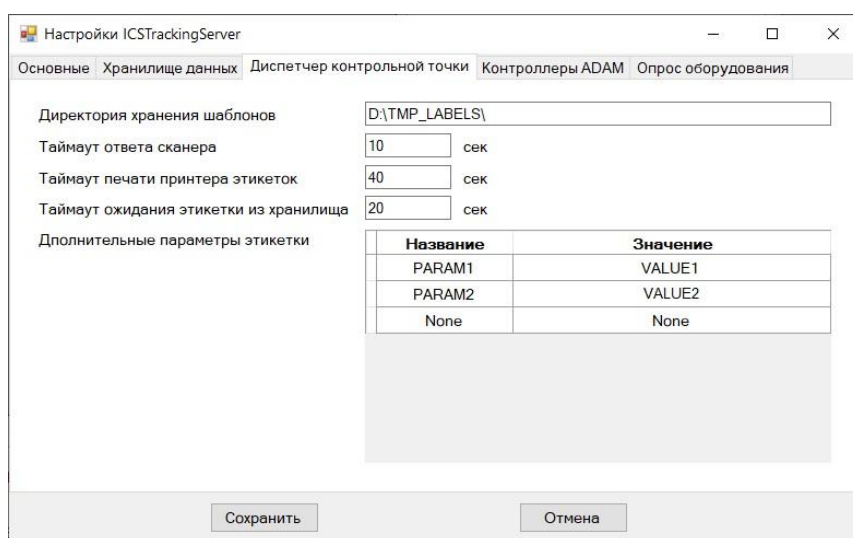 Настройки ICSTrackingServer
Основные Хранилище данных Диспетчер контрольной точки Контроллеры ADAM Опрос оборудования
Директория хранения шаблонов D:\TMP_LABELS\
Таймаут ответа сканера 10 сек
Таймаут печати принтера этикеток 40 сек
Таймаут ожидания этикетки из хранилища 20 сек
Дполнительные параметры этикетки Название Значение
PARAM1 VALUE1
PARAM2 VALUE2
None None
Сохранить Отмена